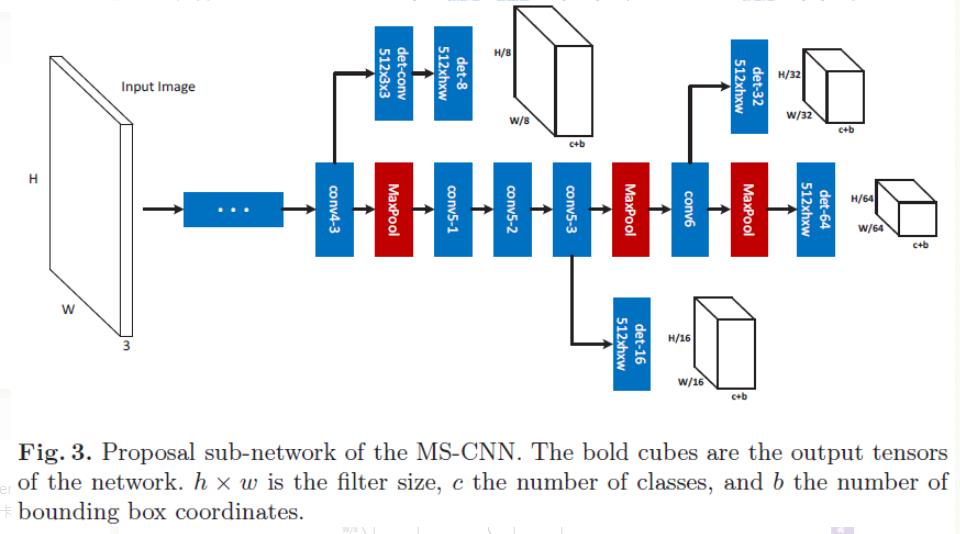 Input Image
H
W
3
. . .
conv4-3
det-conv
512x3x3
det-8
512xhxw
H/8
W/8
c+b
MaxPool
conv5-1
conv5-2
conv5-3
det-16
512xhxw
H/16
W/16
c+b
MaxPool
conv6
det-32
512xhxw
H/32
W/32
c+b
MaxPool
det-64
512xhxw
H/64
W/64
c+b
Fig. 3. Proposal sub-network of the MS-CNN. The bold cubes are the output tensors
of the network. h × w is the filter size, c the number of classes, and b the number of
bounding box coordinates.